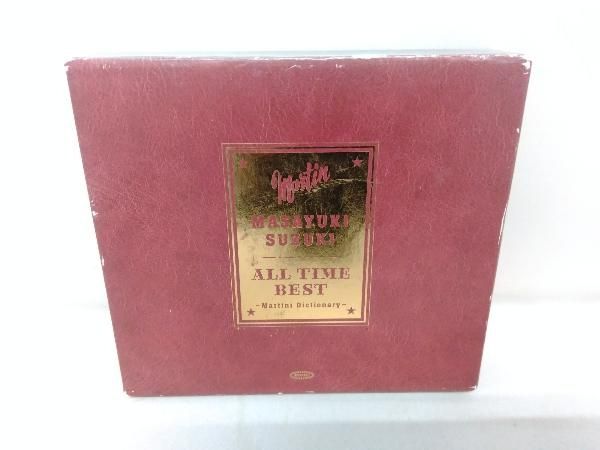 Martin
MASAYUKI
SUZUKI
ALL TIME
BEST
~Martini Dictionary~